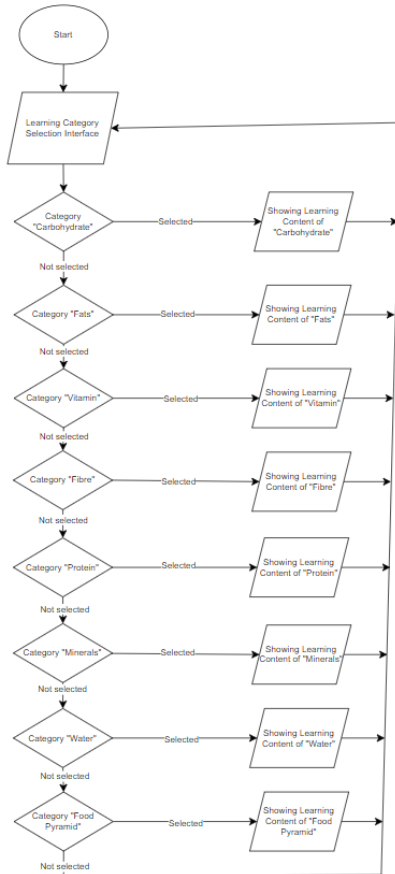 Start
Learning Category
Selection Interface
Category
"Carbohydrate"
Selected
Showing Learning
Content of
"Carbohydrate"
Not selected
Category "Fats"
Selected
Showing Learning
Content of "Fats"
Not selected
Category "Vitamin"
Selected
Showing Learning
Content of "Vitamin"
Not selected
Category "Fibre"
Selected
Showing Learning
Content of "Fibre"
Not selected
Category "Protein"
Selected
Showing Learning
Content of "Protein"
Not selected
Category "Minerals"
Selected
Showing Learning
Content of "Minerals"
Not selected
Category "Water"
Selected
Showing Learning
Content of "Water"
Not selected
Category "Food
Pyramid"
Selected
Showing Learning
Content of "Food
Pyramid"
Not selected